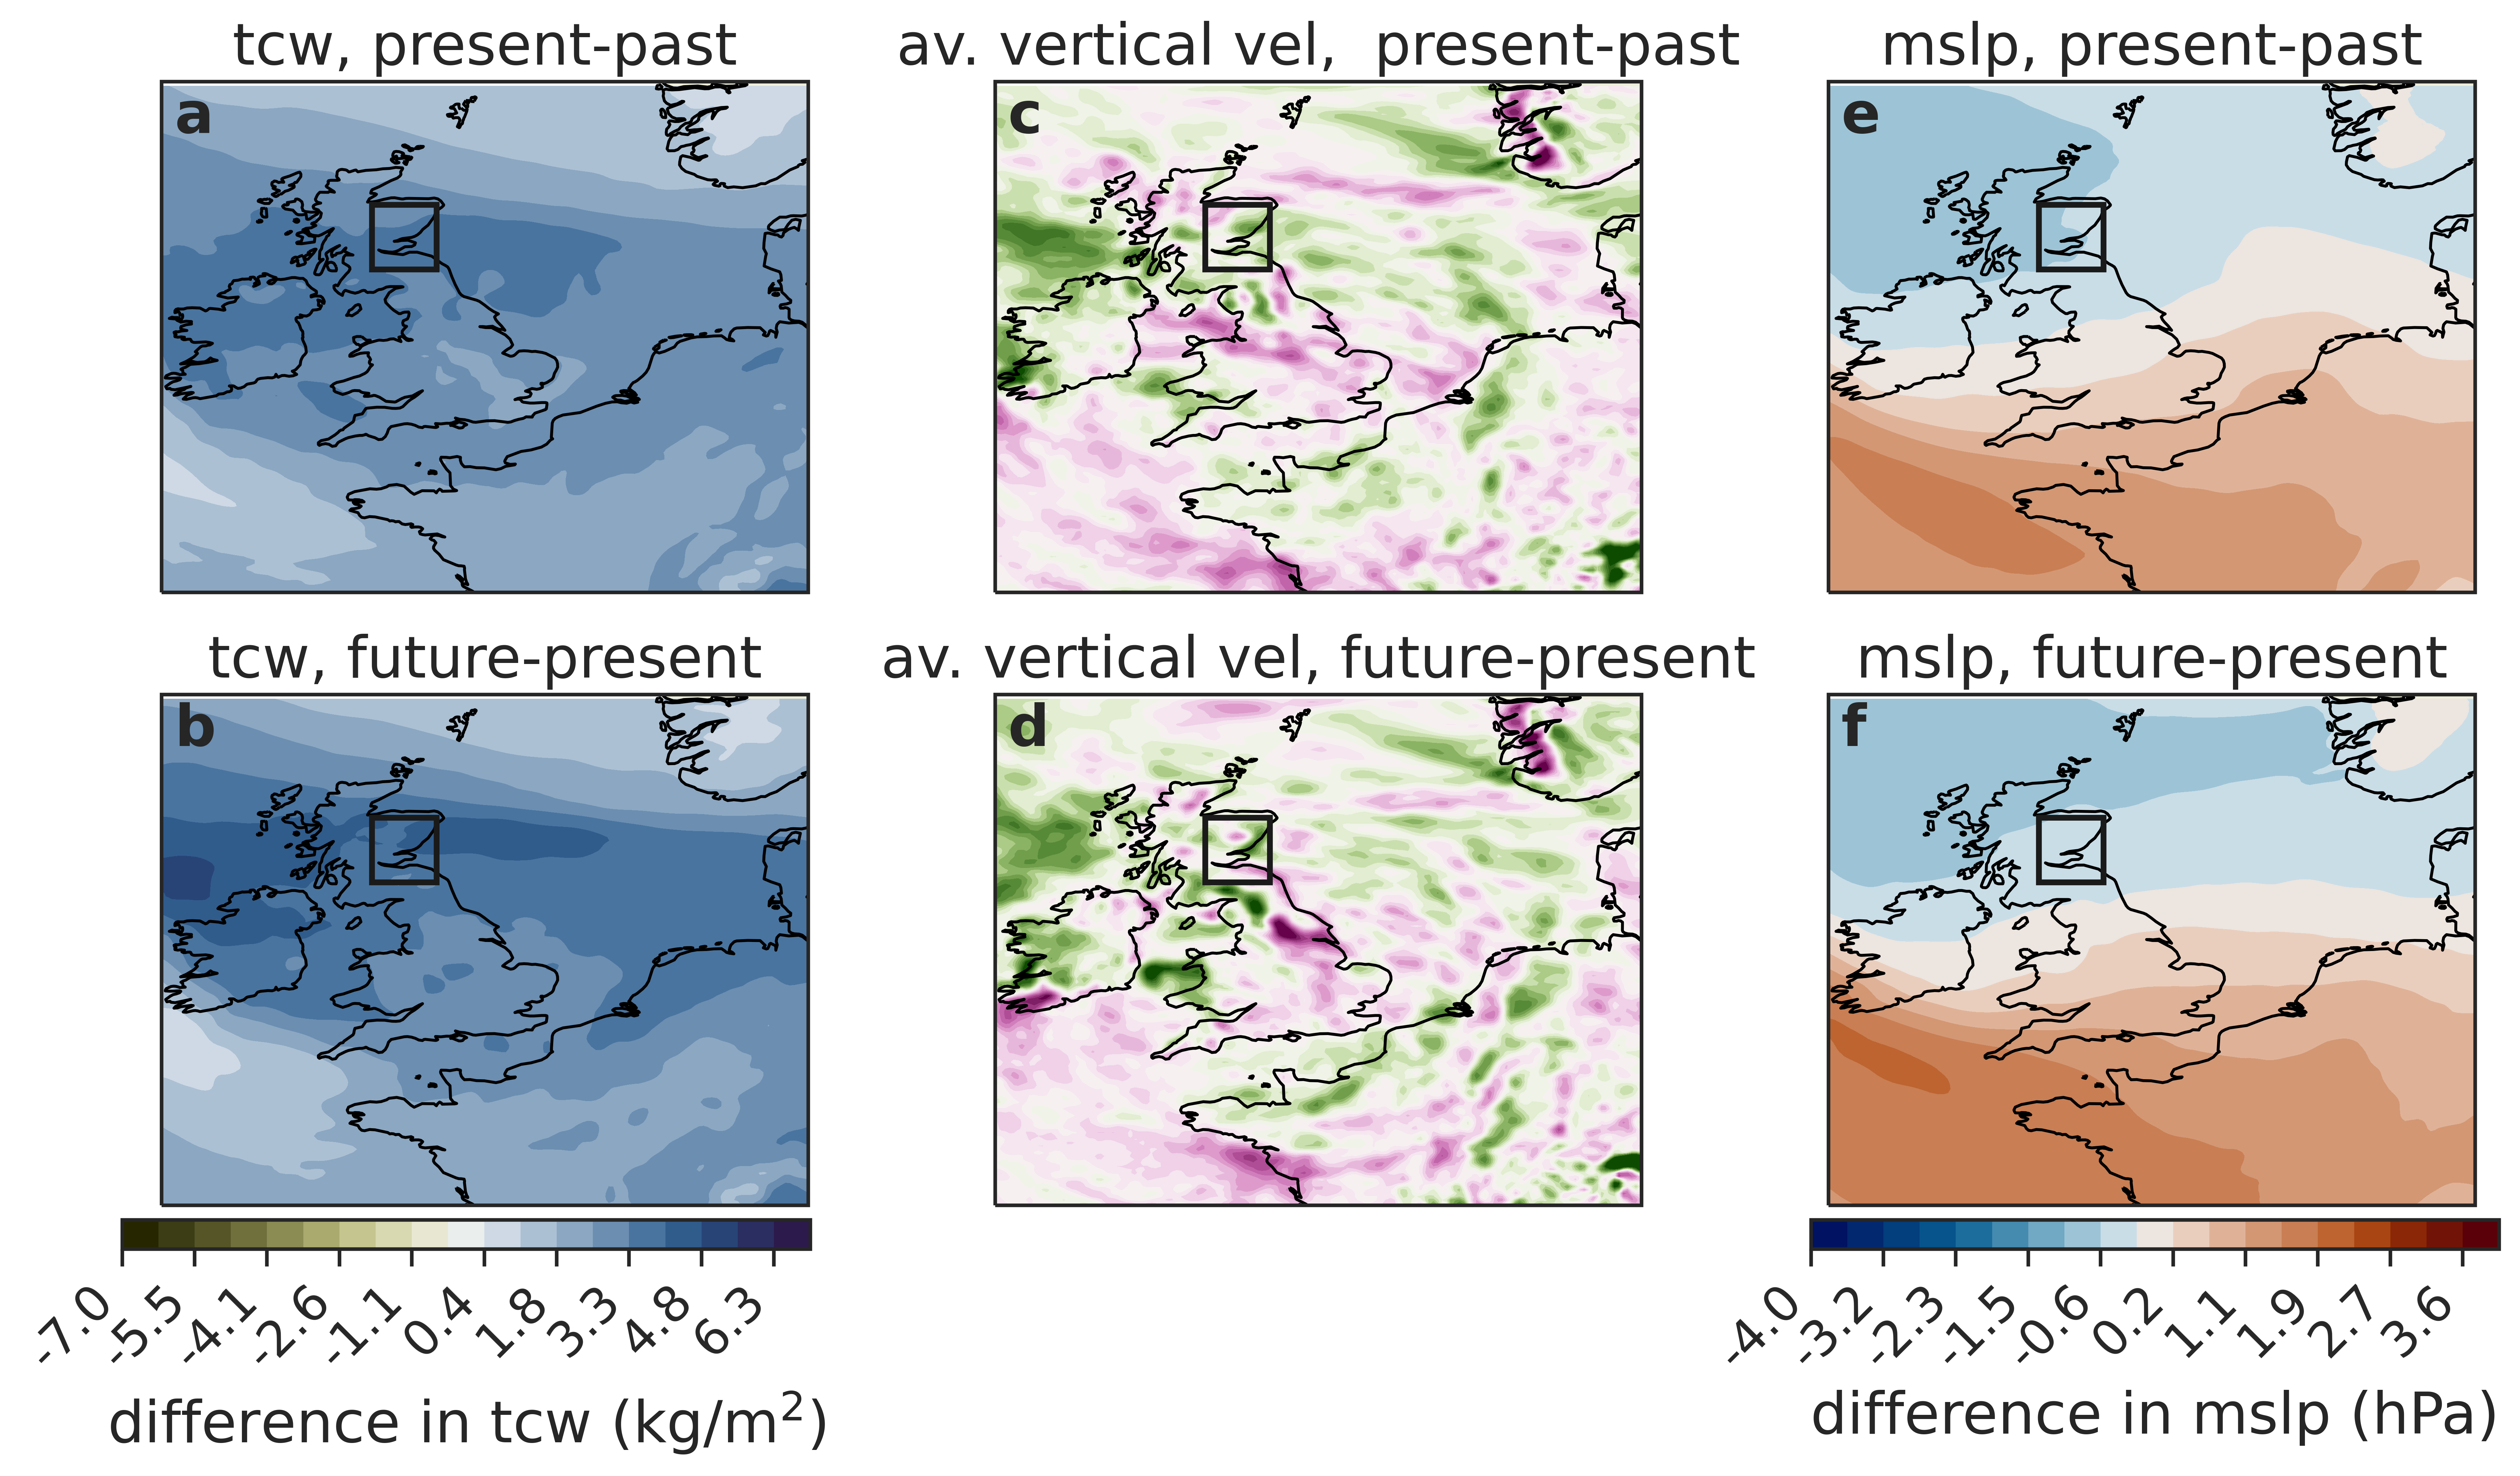 tcw, present-past
av. vertical vel,  present-past
mslp, present-past
a
c
e
tcw, future-present
av. vertical vel, future-present
mslp, future-present
b
d
f
-7.0 -5.5 -4.1 -2.6 -1.1 0.4 1.8 3.3 4.8 6.3
-4.0 -3.2 -2.3 -1.5 -0.6 0.2 1.1 1.9 2.7 3.6
difference in tcw (kg/m²)
difference in mslp (hPa)